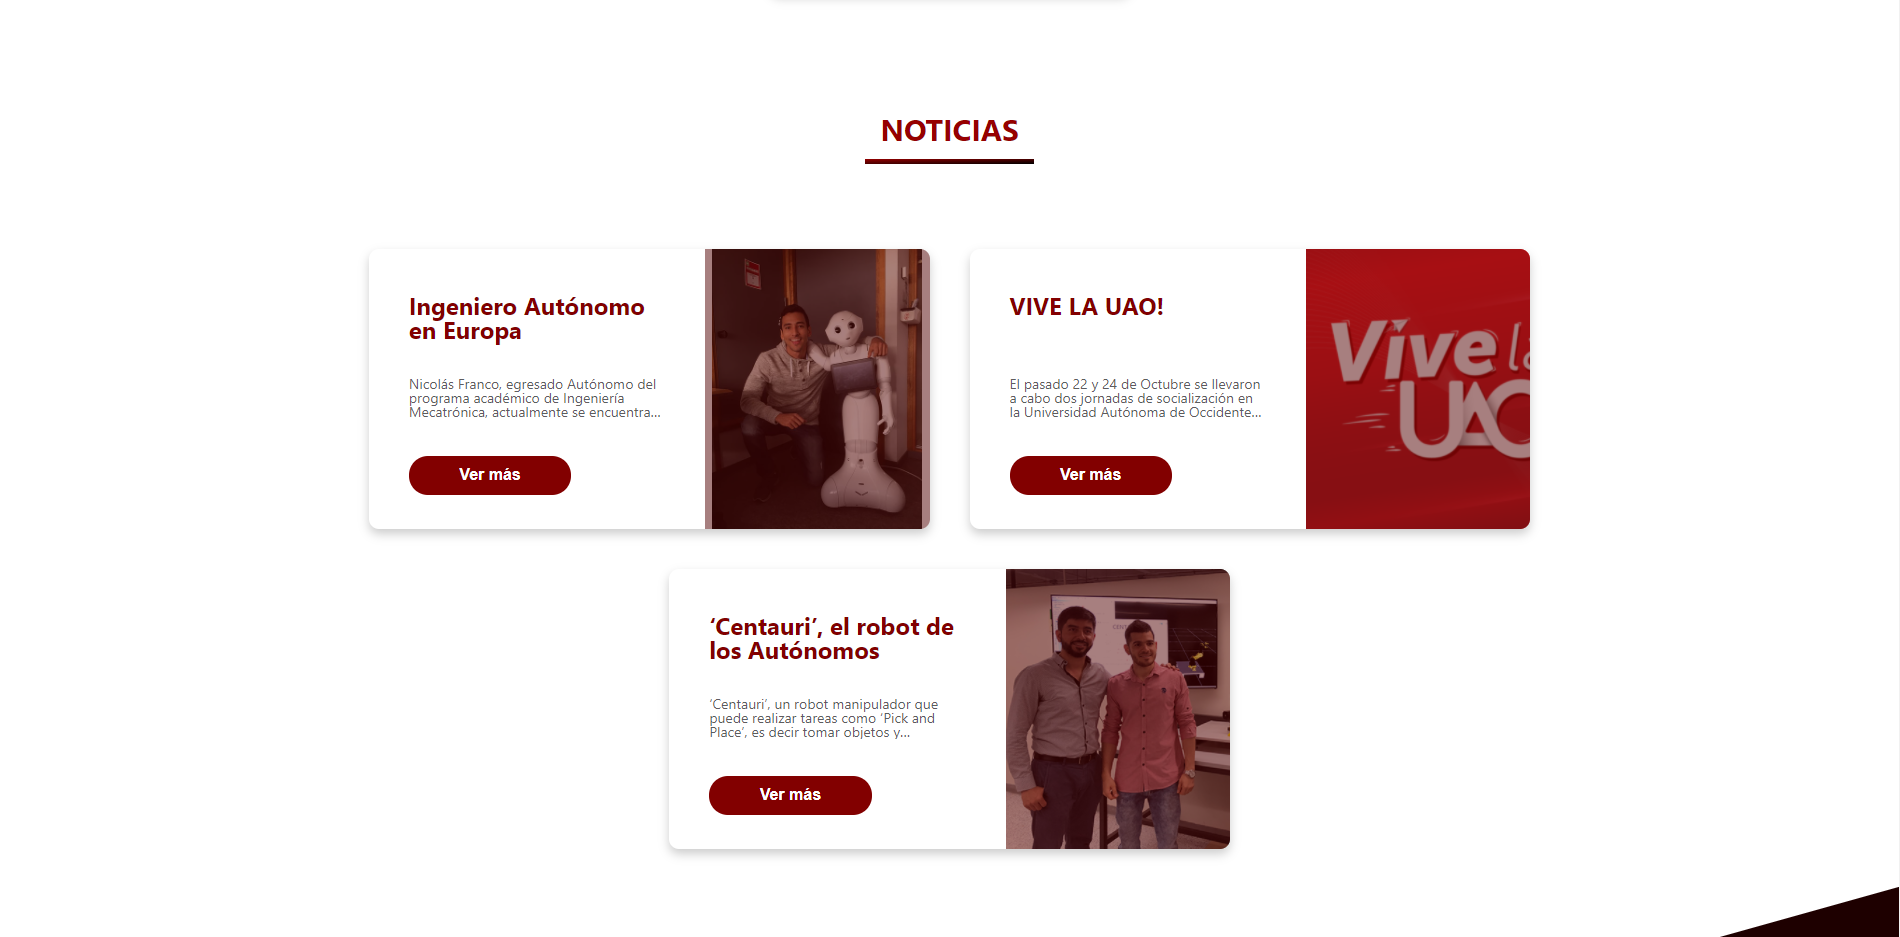 NOTICIAS
Ingeniero Autónomo
en Europa
Nicolás Franco, egresado Autónomo del
programa académico de Ingeniería
Mecatrónica, actualmente se encuentra...
Ver más
VIVE LA UAO!
El pasado 22 y 24 de Octubre se llevaron
a cabo dos jornadas de socialización en
la Universidad Autónoma de Occidente...
Ver más
Vive la
UAO
‘Centauri’, el robot de
los Autónomos
‘Centauri’, un robot manipulador que
puede realizar tareas como ‘Pick and
Place’, es decir tomar objetos y...
Ver más